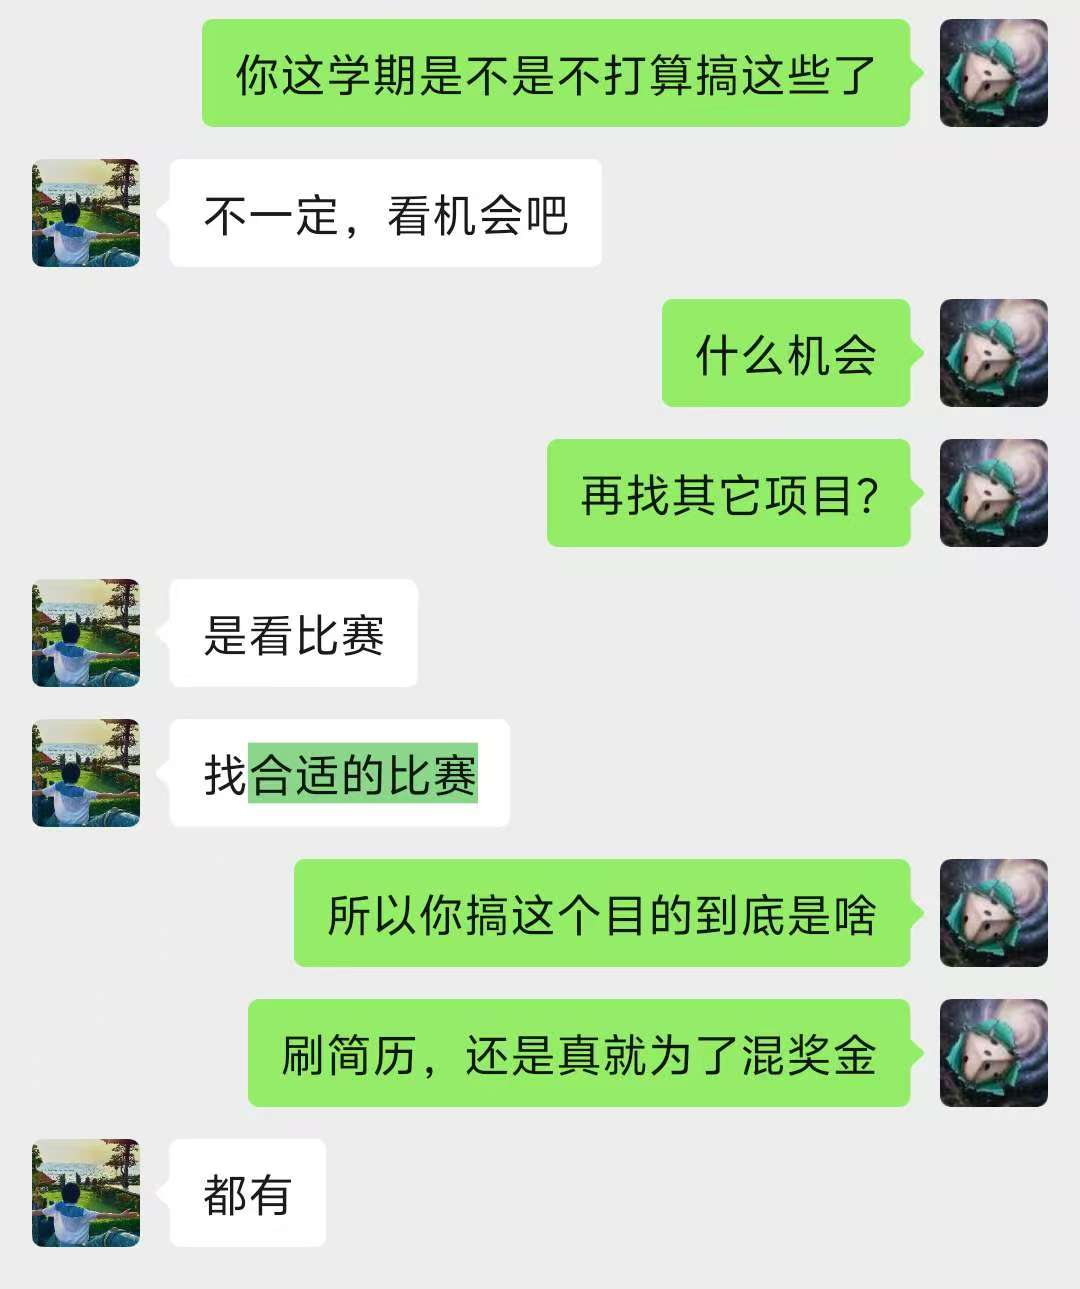 你这学期是不是不打算搞这些了
不一定，看机会吧
什么机会
再找其它项目?
是看比赛
找合适的比赛
所以你搞这个目的到底是啥
刷简历，还是真就为了混奖金
都有